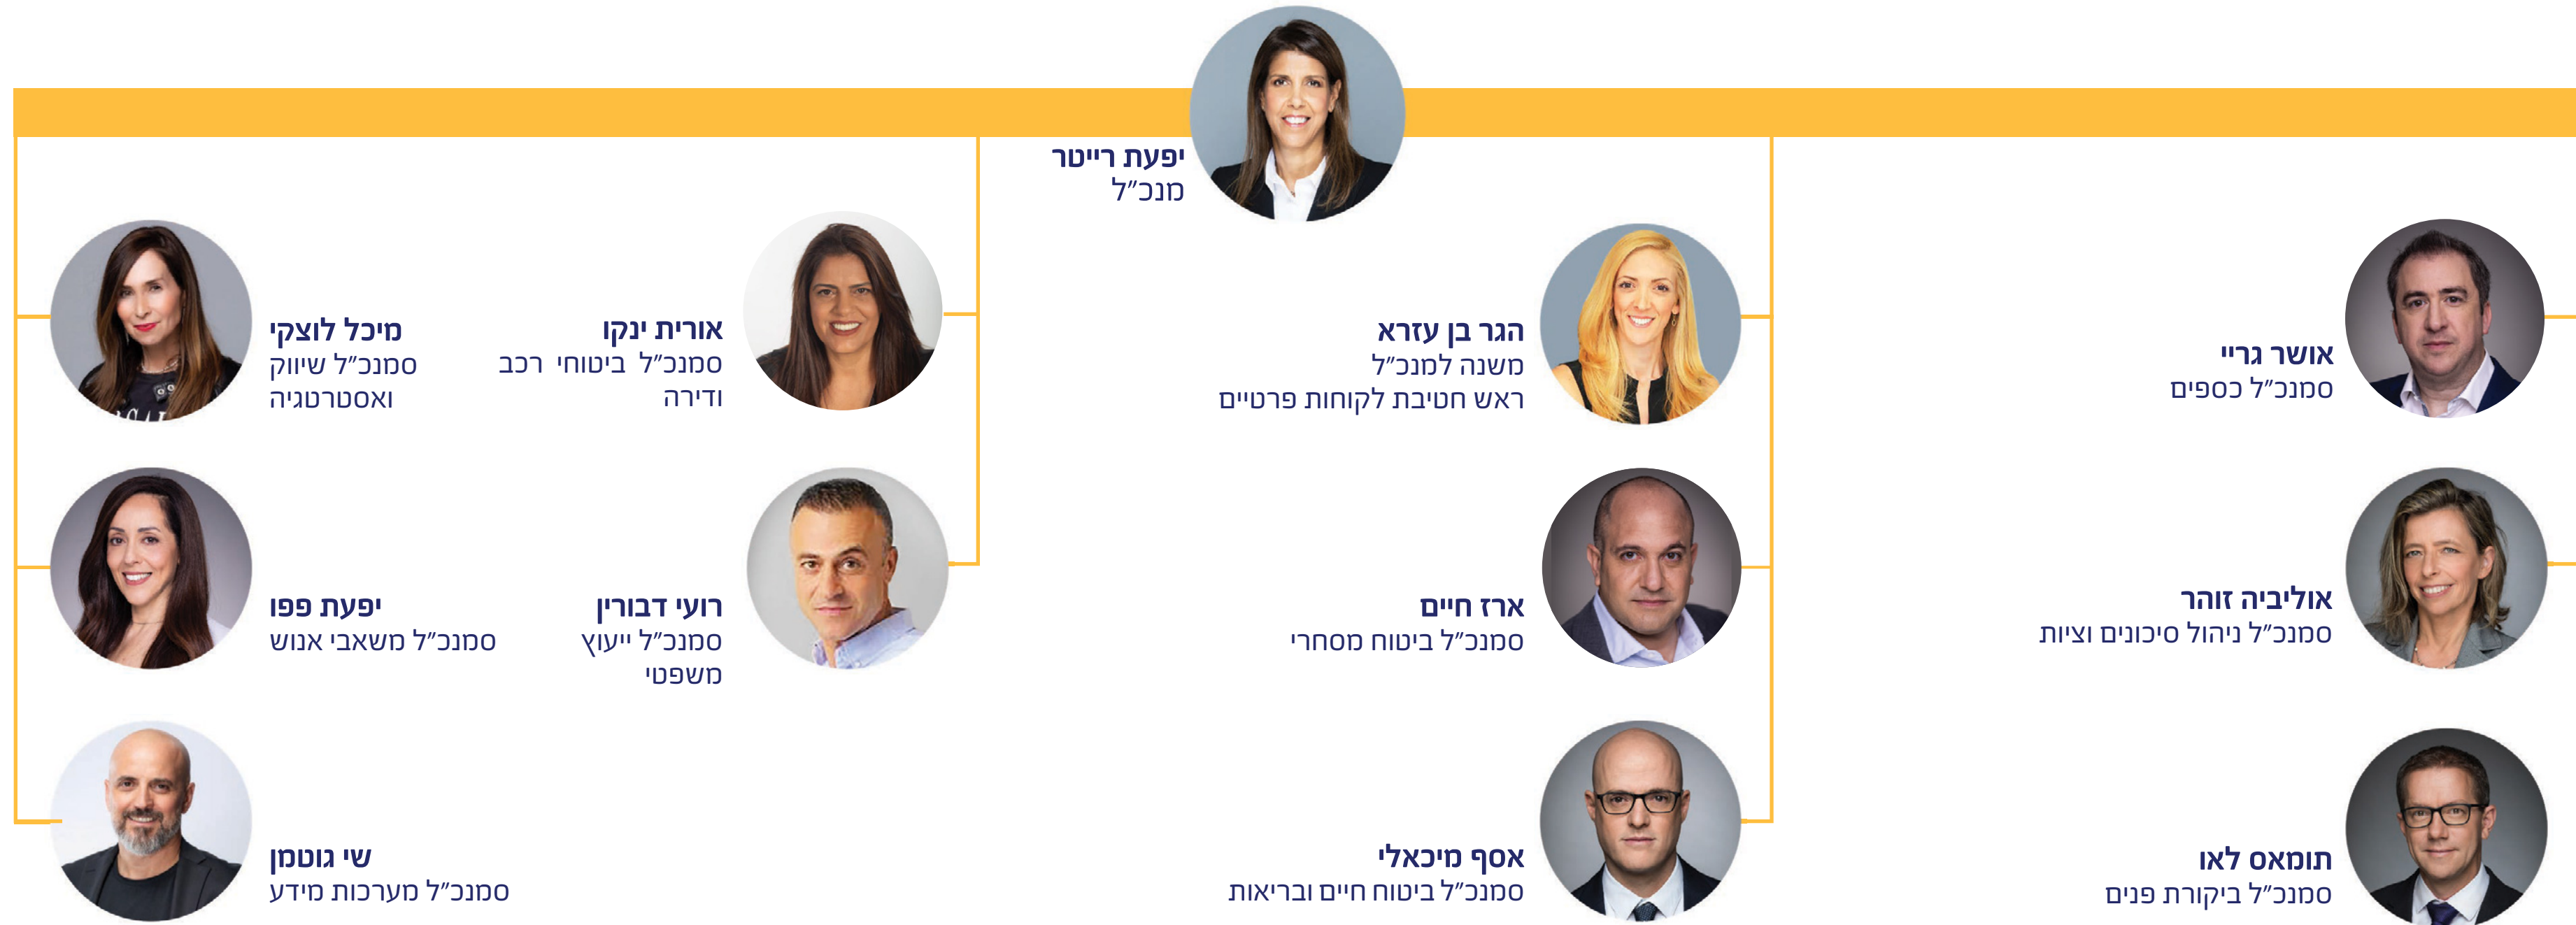 יפעת רייטר
מנכ״ל
אושר גריי
סמנכ״ל כספים
אוליביה זוהר
סמנכ״ל ניהול סיכונים וציות
תומאס לאו
סמנכ״ל ביקורת פנים
הגר בן עזרא
משנה למנכ״ל
ראש חטיבת לקוחות פרטיים
ארז חיים
סמנכ״ל ביטוח מסחרי
אסף מיכאלי
סמנכ״ל ביטוח חיים ובריאות
אורית ינקו
סמנכ״ל ביטוחי רכב
ודירה
רועי דבורין
סמנכ״ל ייעוץ
משפטי
מיכל לוצקי
סמנכ״ל שיווק
ואסטרטגיה
יפעת פפו
סמנכ״ל משאבי אנוש
שי גוטמן
סמנכ״ל מערכות מידע